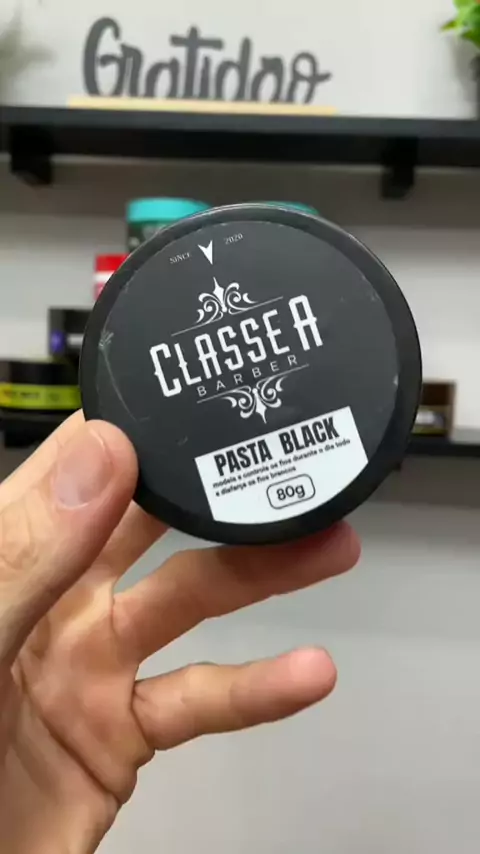 Gratidão
SINCE 2020
CLASSE A
BARBER
PASTA BLACK
modela e controla os fios durante o dia todo
e disfarça os fios brancos
80g